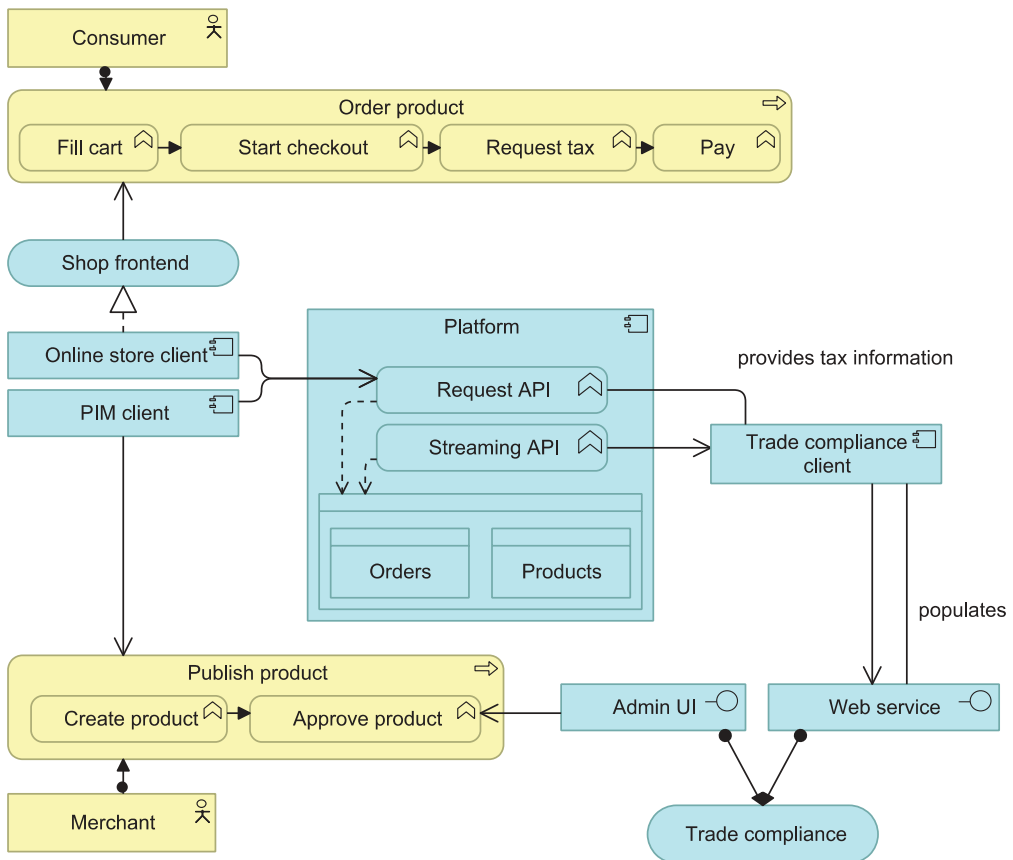 Consumer
Order product
Fill cart
Start checkout
Request tax
Pay
Shop frontend
Online store client
PIM client
Platform
Request API
Streaming API
Orders
Products
provides tax information
Trade compliance
client
populates
Publish product
Create product
Approve product
Merchant
Admin UI
Web service
Trade compliance